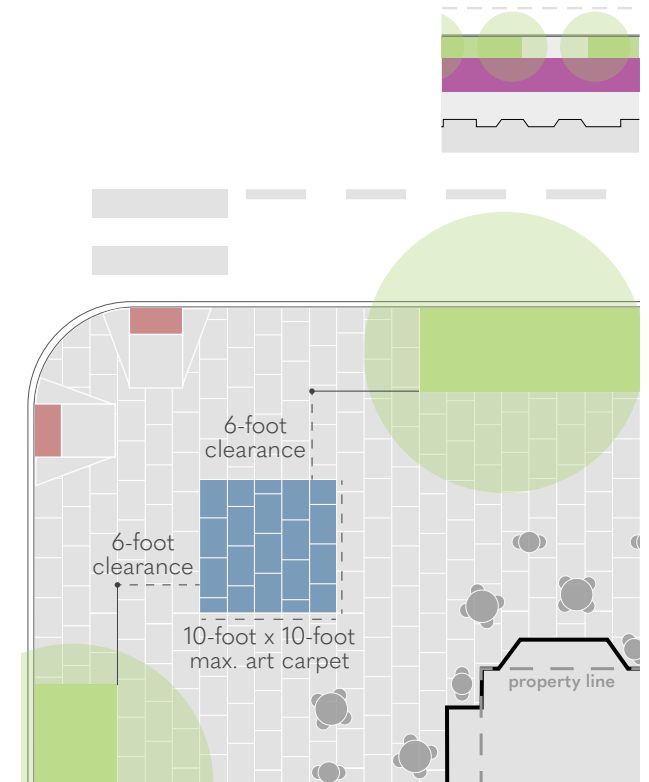 6-foot
clearance
6-foot
clearance
10-foot x 10-foot
max. art carpet
property line